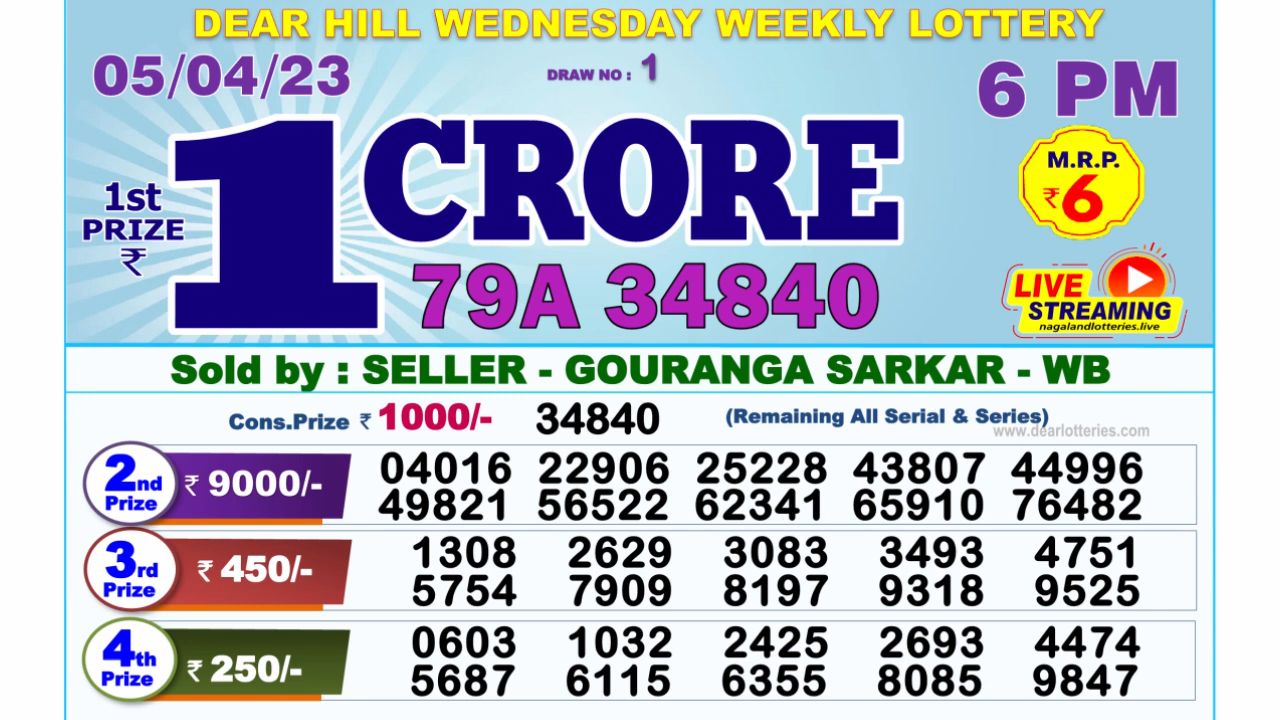 DEAR HILL WEDNESDAY WEEKLY LOTTERY
05/04/23 DRAW NO : 1 6 PM
1st PRIZE ₹
1 CRORE
M.R.P. ₹6
79A 34840
LIVE STREAMING
nagalandlotteries.live
Sold by : SELLER - GOURANGA SARKAR - WB
Cons.Prize ₹ 1000/- 34840 (Remaining All Serial & Series)
www.dearlotteries.com
2nd Prize ₹ 9000/-
04016 22906 25228 43807 44996
49821 56522 62341 65910 76482
3rd Prize ₹ 450/-
1308 2629 3083 3493 4751
5754 7909 8197 9318 9525
4th Prize ₹ 250/-
0603 1032 2425 2693 4474
5687 6115 6355 8085 9847